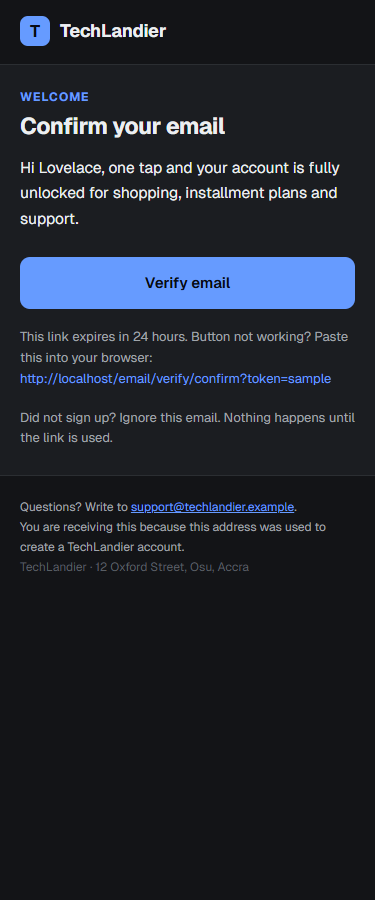 T TechLandier
WELCOME
Confirm your email
Hi Lovelace, one tap and your account is fully
unlocked for shopping, installment plans and
support.
Verify email
This link expires in 24 hours. Button not working? Paste
this into your browser:
http://localhost/email/verify/confirm?token=sample
Did not sign up? Ignore this email. Nothing happens until
the link is used.
Questions? Write to support@techlandier.example.
You are receiving this because this address was used to
create a TechLandier account.
TechLandier · 12 Oxford Street, Osu, Accra